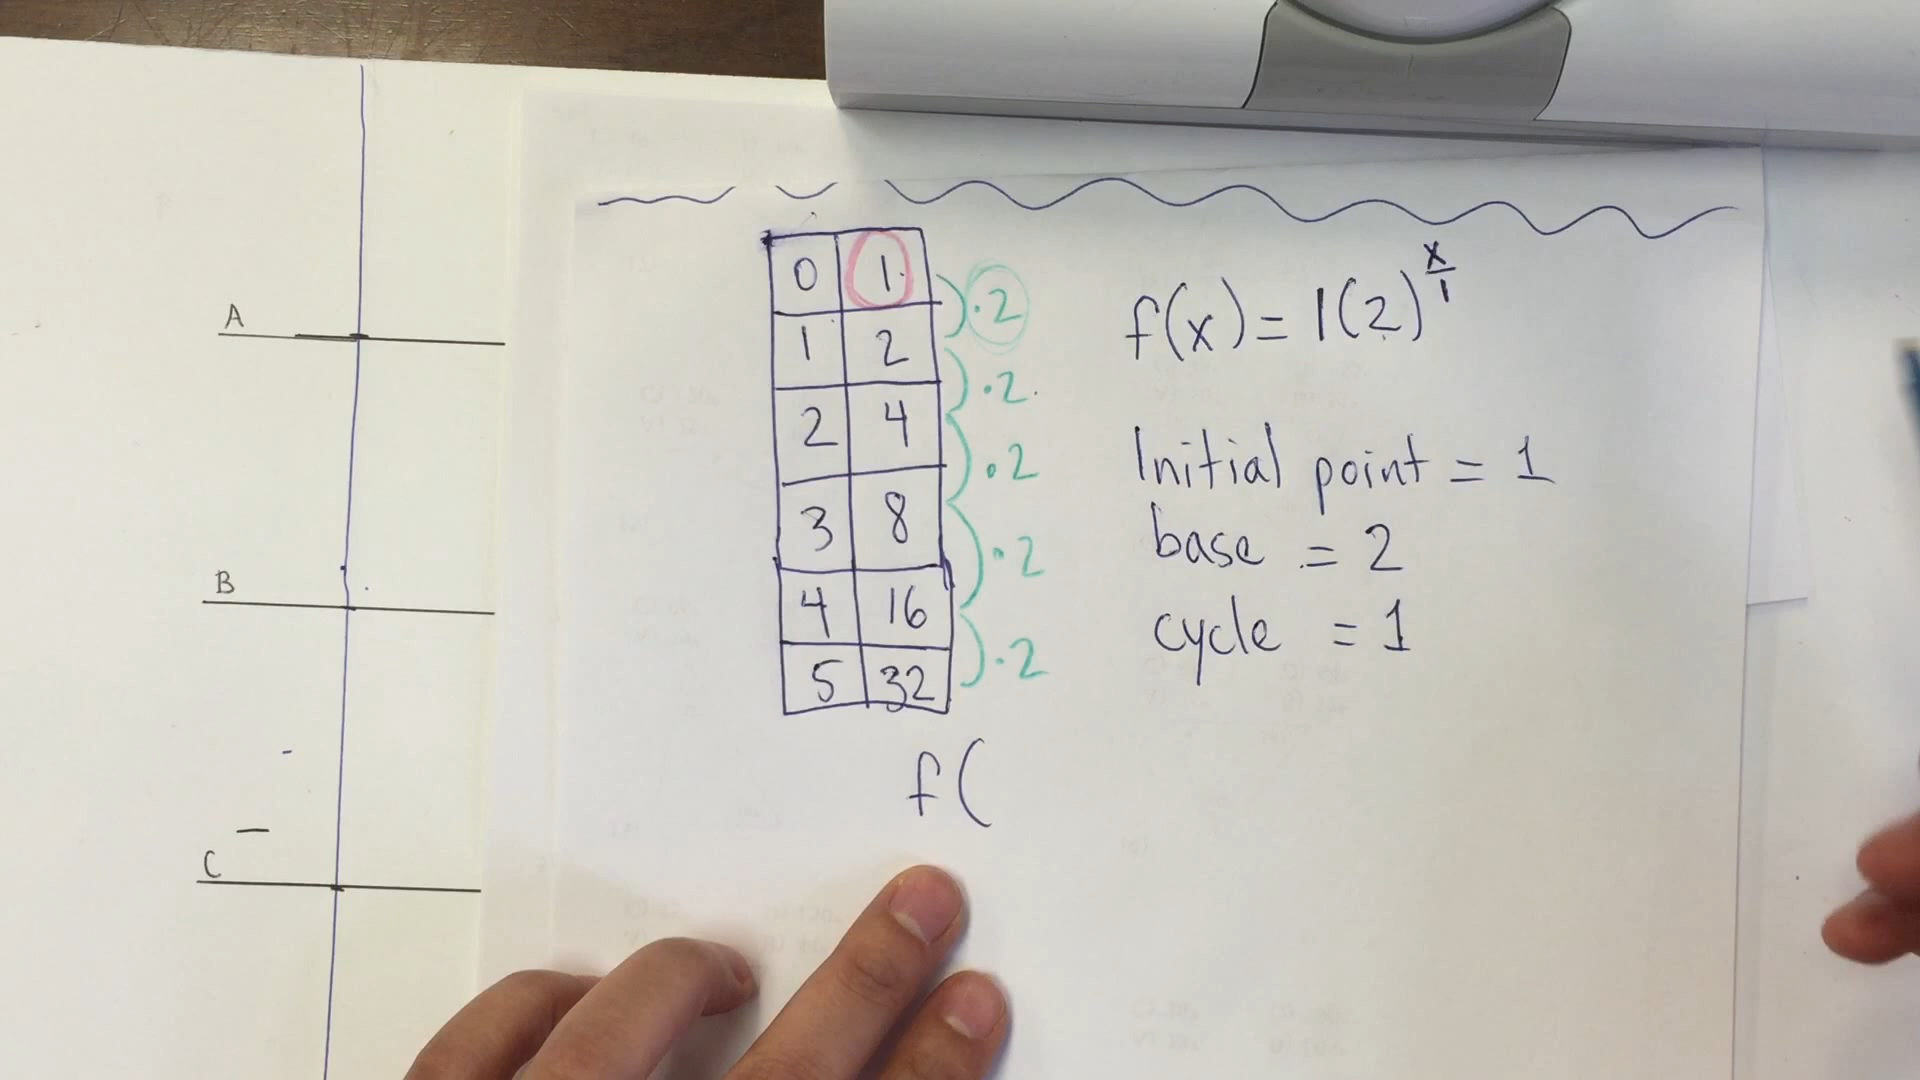 A
B
C
0 1
1 2
2 4
3 8
4 16
5 32
·2
·2
·2
·2
·2
f(
f(x) = 1(2)^(x/1)
Initial point = 1
base = 2
cycle = 1